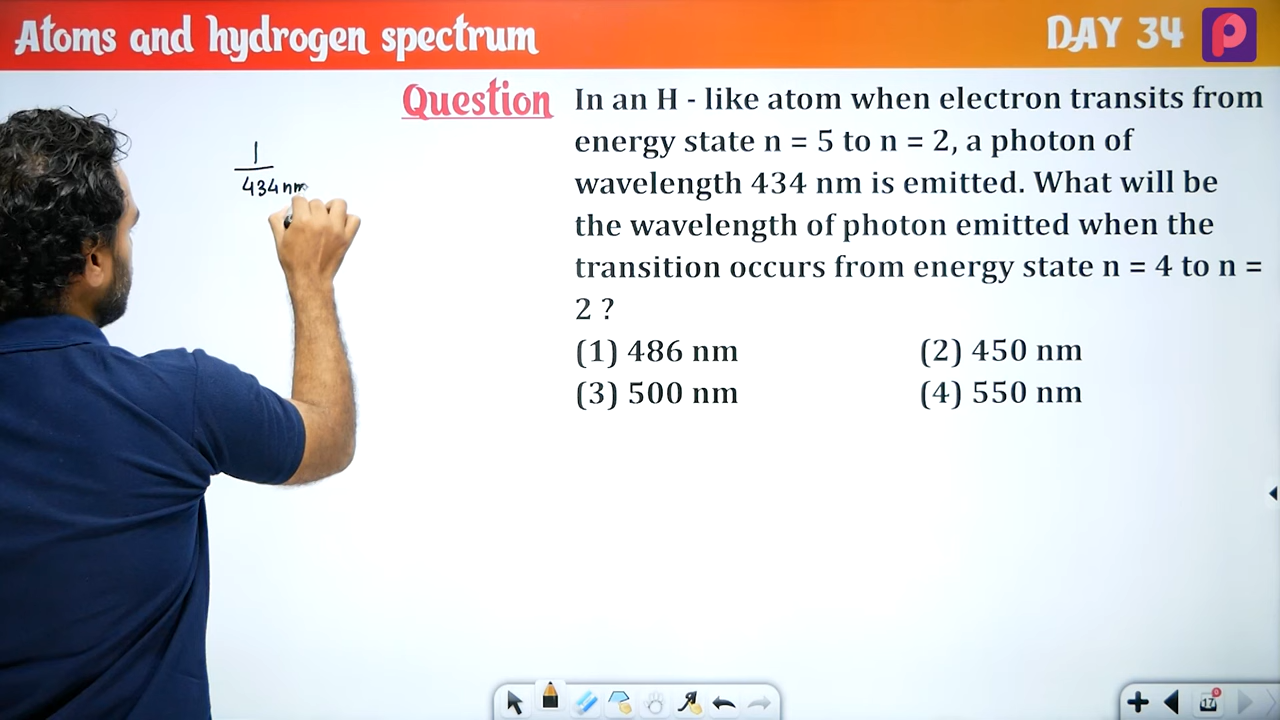 Atoms and hydrogen spectrum
DAY 34
Question
In an H - like atom when electron transits from
energy state n = 5 to n = 2, a photon of
wavelength 434 nm is emitted. What will be
the wavelength of photon emitted when the
transition occurs from energy state n = 4 to n =
2 ?
(1) 486 nm
(2) 450 nm
(3) 500 nm
(4) 550 nm
1
434 nm
17